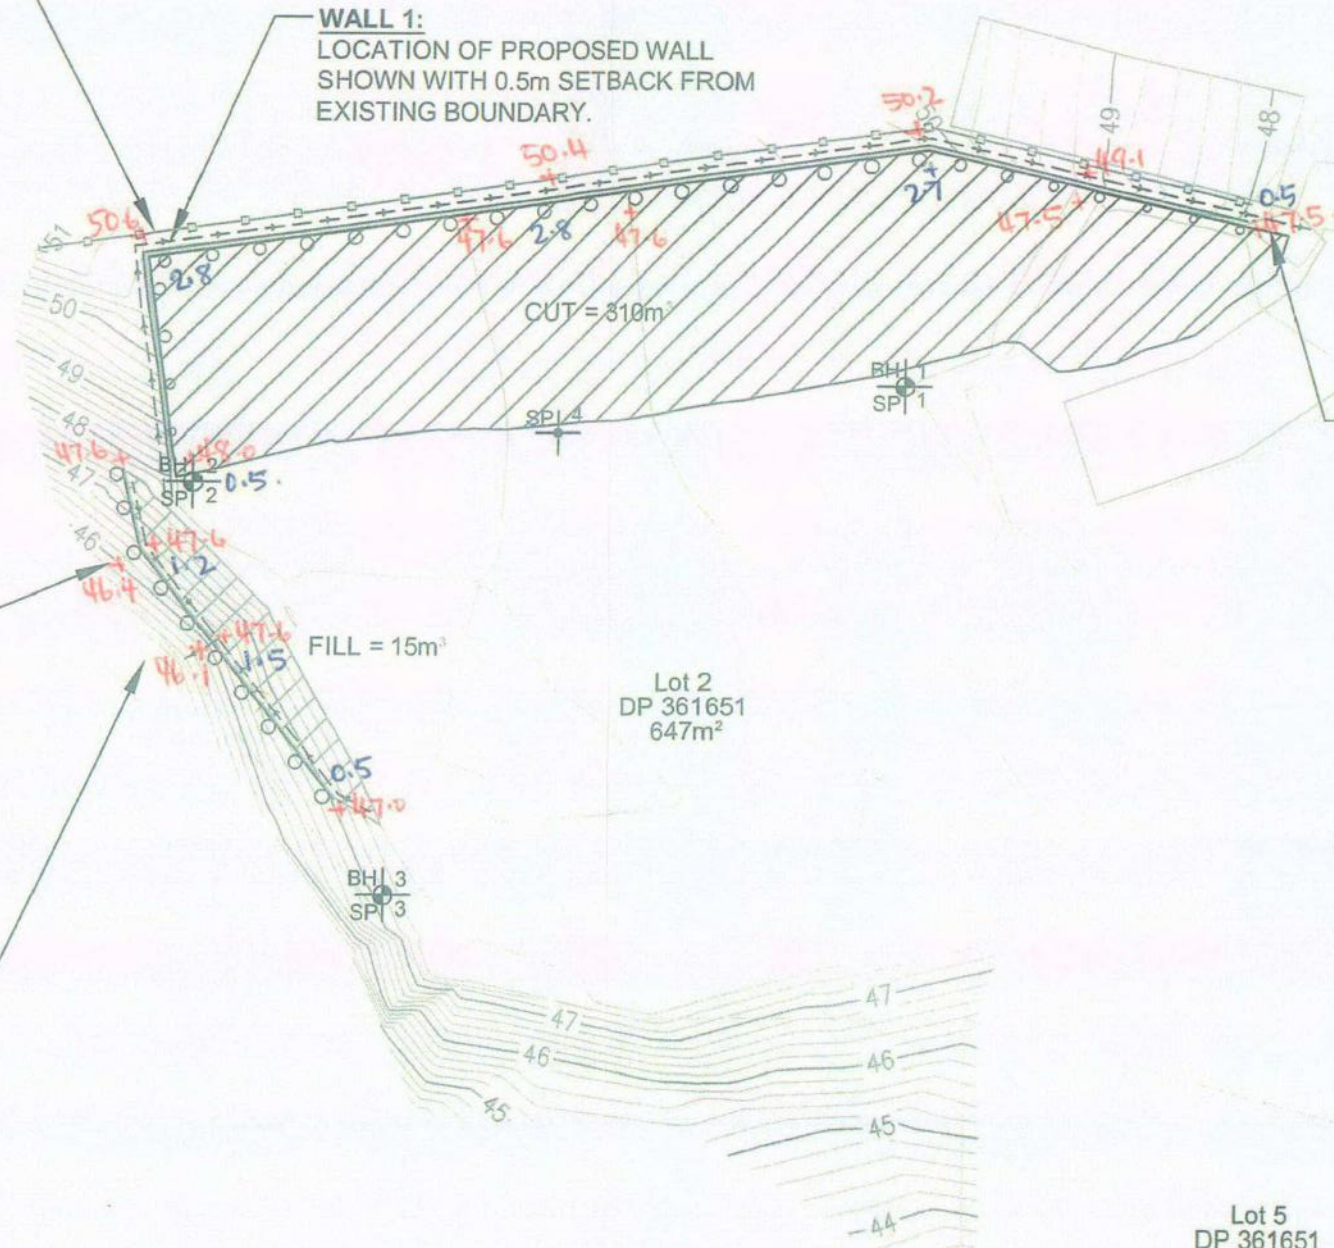 WALL 1:
LOCATION OF PROPOSED WALL
SHOWN WITH 0.5m SETBACK FROM
EXISTING BOUNDARY.
50.2
50
49
48
50.4
49.1
0.5
47.5
50.6
51
2.7
47.5
47.6
2.8
47.6
2.8
50
CUT = 310m³
49
BH 1
SP 1
SP 4
48
48.0
47.6
BH 2
SP 2
0.5.
47
46
47.6
1.2
46.4
47.6
1.5
46.1
FILL = 15m³
Lot 2
DP 361651
647m²
0.5
47.0
BH 3
SP 3
47
47
46
46
45
45
44
Lot 5
DP 361651